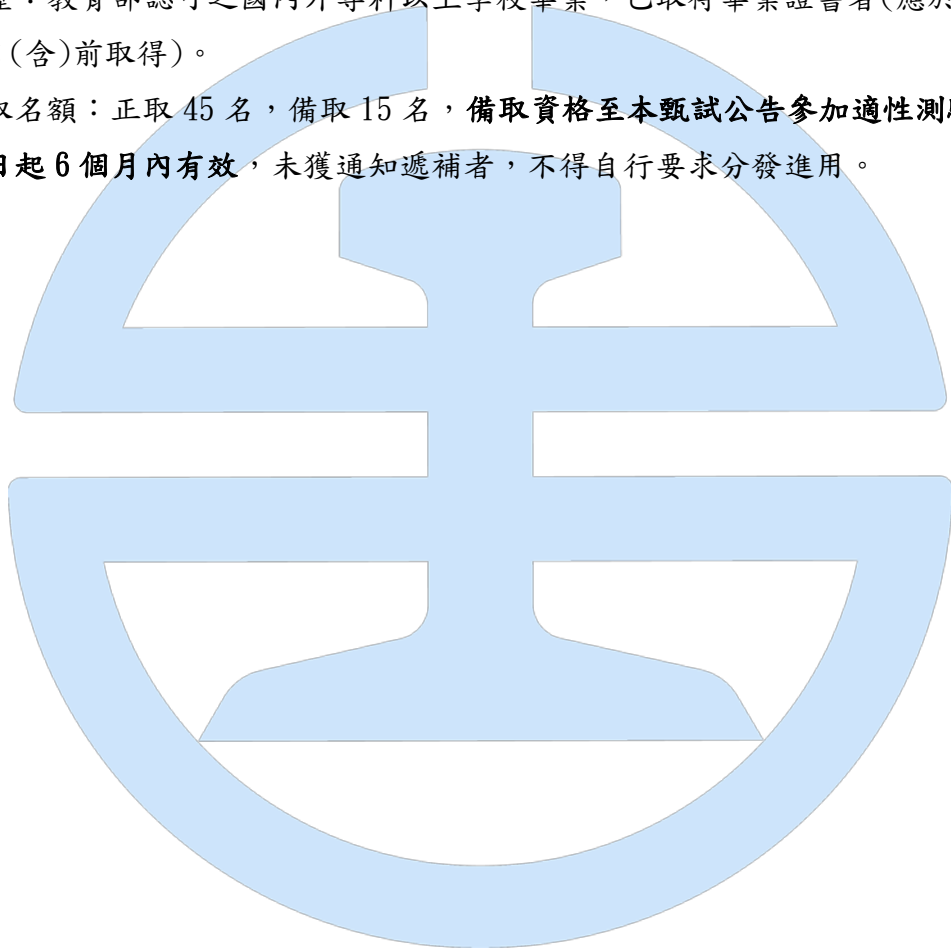 歷：教育部認可之國內外專科以上學校畢業，已取得畢業證書者(應於
(含)前取得)。
取名額：正取 45 名，備取 15 名，備取資格至本甄試公告參加適性測驗
日起 6 個月內有效，未獲通知遞補者，不得自行要求分發進用。